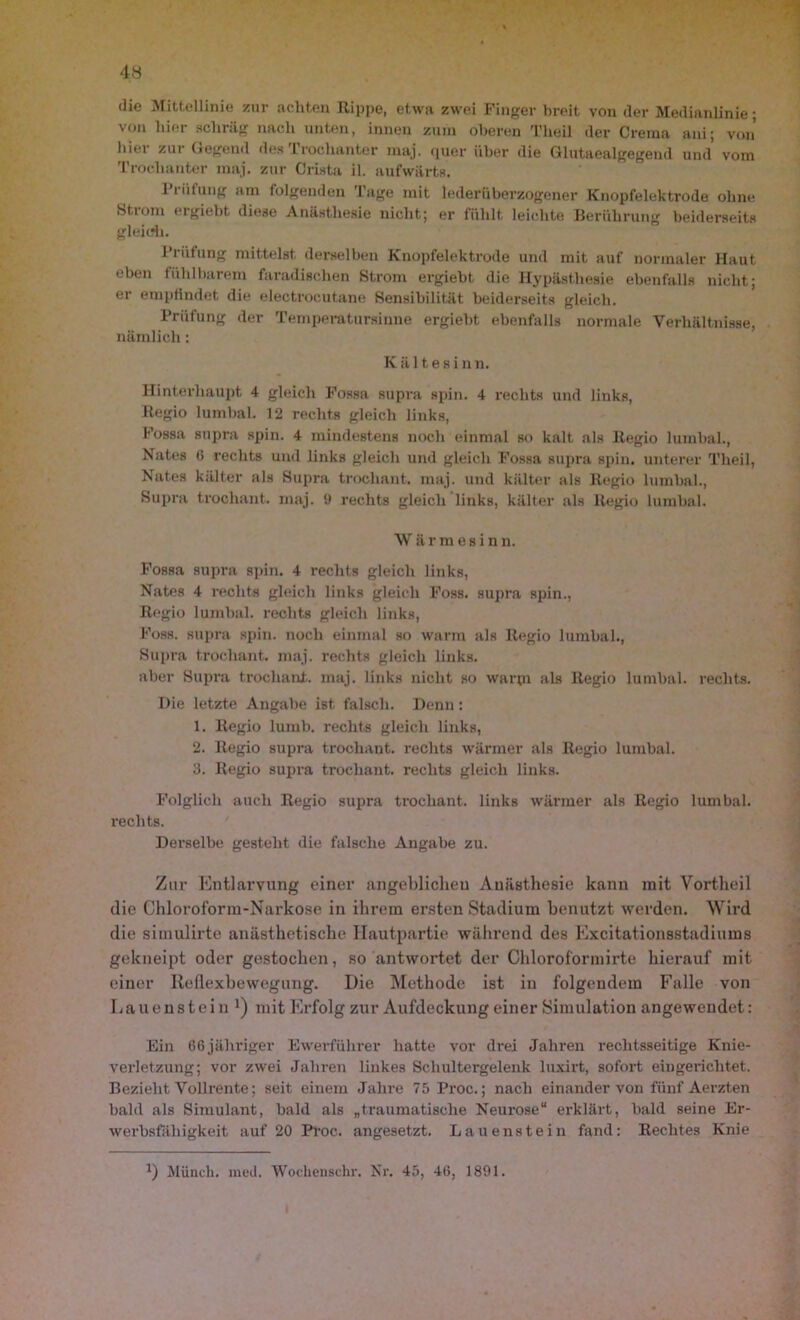 48
die Mittellinie zur achten Rippe, etwa zwei Finger breit von der Medianlinie;
von hier schräg nach unten, innen zum oberen Theil der Crema ani; von
hier zur Gegend des Trochanter maj. quer über die Glutaealgegend und vom
Trochanter maj. zur Crista il. aufwärts.
Prüfung am folgenden Tage mit lederüberzogener Knopfelektrode ohne
Strom ergiebt diese Anästhesie nicht; er fühlt leichte Berührung beiderseits
gleich.
Prüfung mittelst derselben Knopfelektrode und mit auf normaler Haut
eben fühlbarem faradischen Strom ergiebt die Hypästhesie ebenfalls nicht;
er empfindet die electrocutane Sensibilität beiderseits gleich.
Prüfung der Temperatursinne ergiebt ebenfalls normale Verhältnisse,
nämlich:
Kältesinn.
Hinterhaupt 4 gleich Fossa supra spin. 4 rechts und links,
Regio lumbal. 12 rechts gleich links,
Fossa supra spin. 4 mindestens noch einmal so kalt als Regio lumbal.,
Nates 6 rechts und links gleich und gleich Fossa supra spin. unterer Theil,
Nates kälter als Supra trochant. maj. und kälter als Regio lumbal.,
Supra trochant. maj. 9 rechts gleich links, kälter als Regio lumbal.
Wärmesinn.
Fossa supra spin. 4 rechts gleich links,
Nates 4 rechts gleich links gleich Foss. supra spin.,
Regio lumbal. rechts gleich links,
Foss. supra spin. noch einmal so warm als Regio lumbal.,
Supra trochant. maj. rechts gleich links.
aber Supra trochant. maj. links nicht so warm als Regio lumbal. rechts.
Die letzte Angabe ist falsch. Denn:
1. Regio lumb. rechts gleich links,
2. Regio supra trochant. rechts wärmer als Regio lumbal.
3. Regio supra trochant. rechts gleich links.
Folglich auch Regio supra trochant. links wärmer als Regio lumbal.
rechts.
Derselbe gesteht die falsche Angabe zu.
Zur Entlarvung einer angeblichen Anästhesie kann mit Vortheil
die Chloroform-Narkose in ihrem ersten Stadium benutzt werden. Wird
die simulirte anästhetische Hautpartie während des Excitationsstadiums
gekneipt oder gestochen, so antwortet der Chloroformirte hierauf mit
einer Reflexbewegung. Die Methode ist in folgendem Falle von
Lauenstein ¹) mit Erfolg zur Aufdeckung einer Simulation angewendet:
Ein 66jähriger Ewerführer hatte vor drei Jahren rechtsseitige Knie-
verletzung; vor zwei Jahren linkes Schultergelenk luxirt, sofort eingerichtet.
Bezieht Vollrente; seit einem Jahre 75 Proc.; nach einander von fünf Aerzten
bald als Simulant, bald als „traumatische Neurose“ erklärt, bald seine Er-
werbsfähigkeit auf 20 Proc. angesetzt. Lauenstein fand: Rechtes Knie
¹) Münch. med. Wochenschr. Nr. 45, 46, 1891.